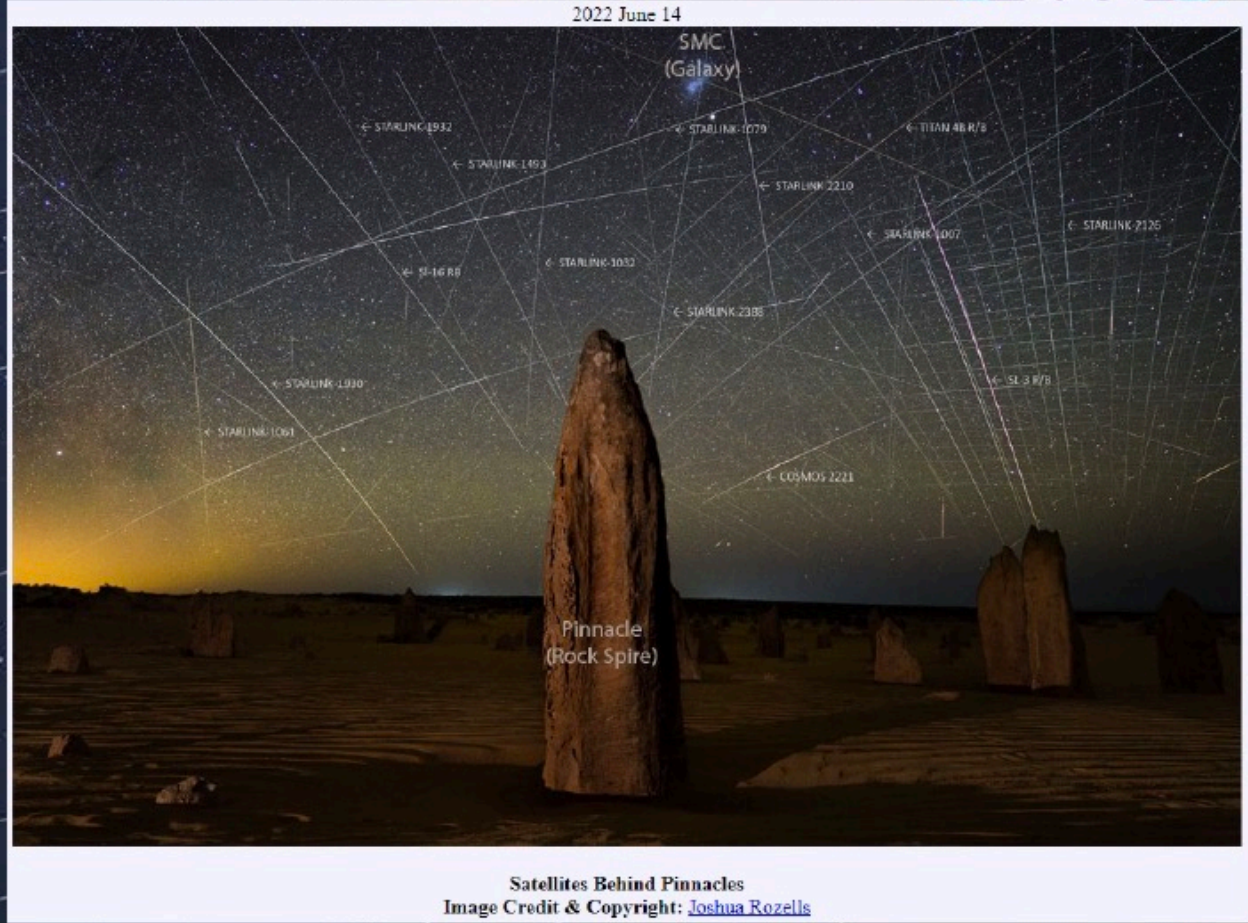 2022 June 14
SMC
(Galaxy)
← STARLINK-1932
← STARLINK-1079
← TITAN 4B R/B
← STARLINK-1493
← STARLINK 2210
← STARLINK-2126
← STARLINK-1007
← STARLINK-1032
← Sl-16 RB
← STARLINK-2388
← STARLINK-1930
← SL-3 R/B
← STARLINK-1061
← COSMOS 2221
Pinnacle
(Rock Spire)
Satellites Behind Pinnacles
Image Credit & Copyright: Joshua Rozells